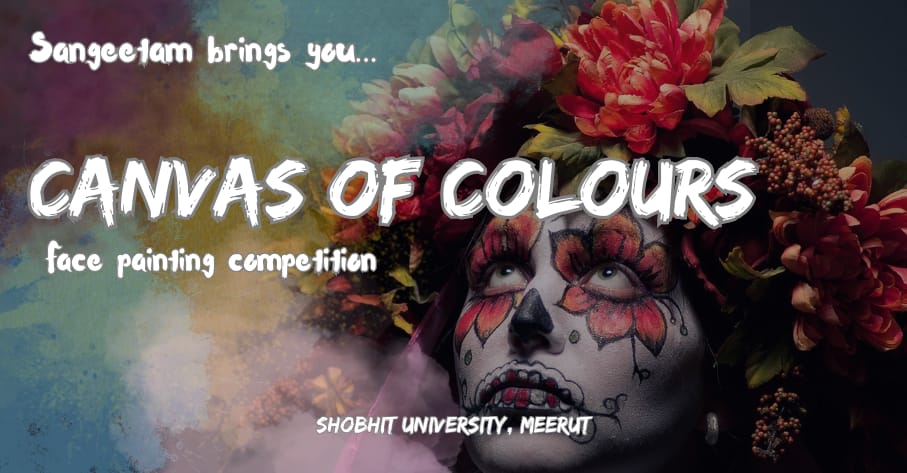 Sangeetam brings you...
CANVAS OF COLOURS
face painting competition
SHOBHIT UNIVERSITY, MEERUT